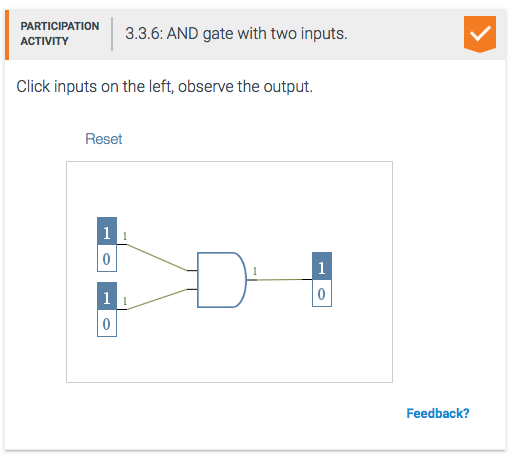 PARTICIPATION
ACTIVITY
3.3.6: AND gate with two inputs.
Click inputs on the left, observe the output.
Reset
1
1
0
1
1
0
1
1
0
Feedback?